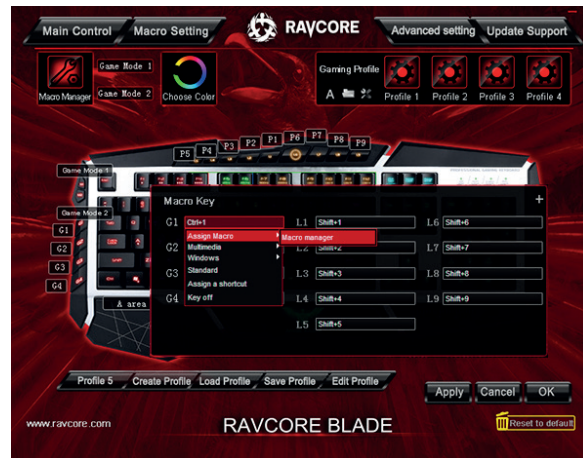 Main Control
Macro Setting
RAVCORE
Advanced setting
Update Support
Game Mode 1
Game Mode 2
Macro Manager
Choose Color
Gaming Profile
A
Profile 1
Profile 2
Profile 3
Profile 4
P5 P4 P3 P2 P1 P6 P7 P8 P9
Game Mode 1
Game Mode 2
G1
G2
G3
G4
A area
Macro Key
+
G1 Ctrl+1
L1 Shift+1
L6 Shift+6
Assign Macro
Macro manager
G2 Multimedia
L2 Shift+2
L7 Shift+7
Windows
G3 Standard
L3 Shift+3
L8 Shift+8
Assign a shortcut
G4 Key off
L4 Shift+4
L9 Shift+9
L5 Shift+5
Profile 5
Create Profile
Load Profile
Save Profile
Edit Profile
Apply
Cancel
OK
www.ravcore.com
RAVCORE BLADE
Reset to default